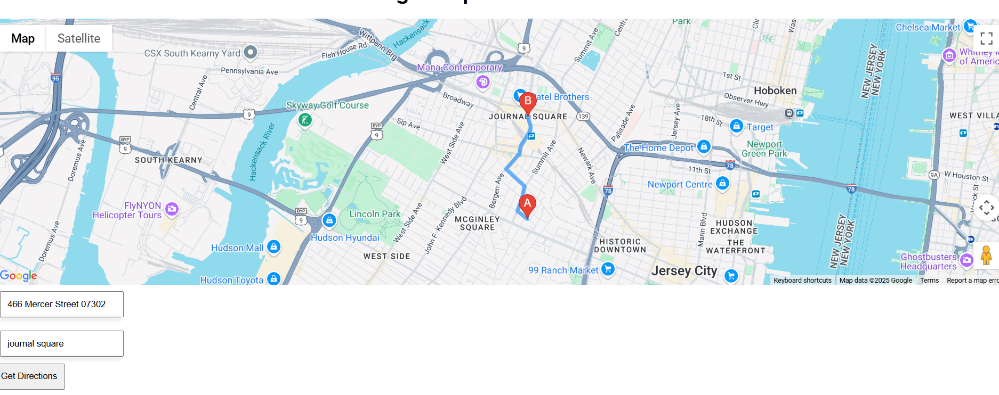 Map
Satellite
CSX South Kearny Yard
Pennsylvania Ave
Central Ave
95
Fish House Rd
Wittpenn Brg
Hackensack
9
Park
Summit Ave
Centra
Clin
Was
Chelsea Market
Whitney M
of Americ
NEW JERSEY
NEW YORK
Mana Contemporary
1st St
Hoboken
Observer Hwy
Broadway
Patel Brothers
B
JOURNAL SQUARE
139
Skyway Golf Course
9
Sip Ave
BYP
9
West Side Ave
Palisade Ave
Jersey Ave
18th St
Target
WEST VILLA
Hackensack River
BYP
9
SOUTH KEARNY
Doremus Ave
The Home Depot
Newport
Green Park
Summit Ave
Newark Ave
78
11th St
Newport Centre
78
78
9A
W Houston St
Bergen Ave
A
FlyNYON
Helicopter Tours
BYP
9
Lincoln Park
West Side Ave
John F. Kennedy Blvd
MCGINLEY
SQUARE
Marin Blvd
HUDSON
EXCHANGE
THE
WATERFRONT
NEW JERSEY
NEW YORK
Hudson Hyundai
Hudson Mall
Doremus Ave
WEST SIDE
HISTORIC
DOWNTOWN
99 Ranch Market
Jersey City
Ghostbusters
Headquarters
Hudson Toyota
Google
Keyboard shortcuts
Map data ©2025 Google
Terms
Report a map erro
466 Mercer Street 07302
journal square
Get Directions